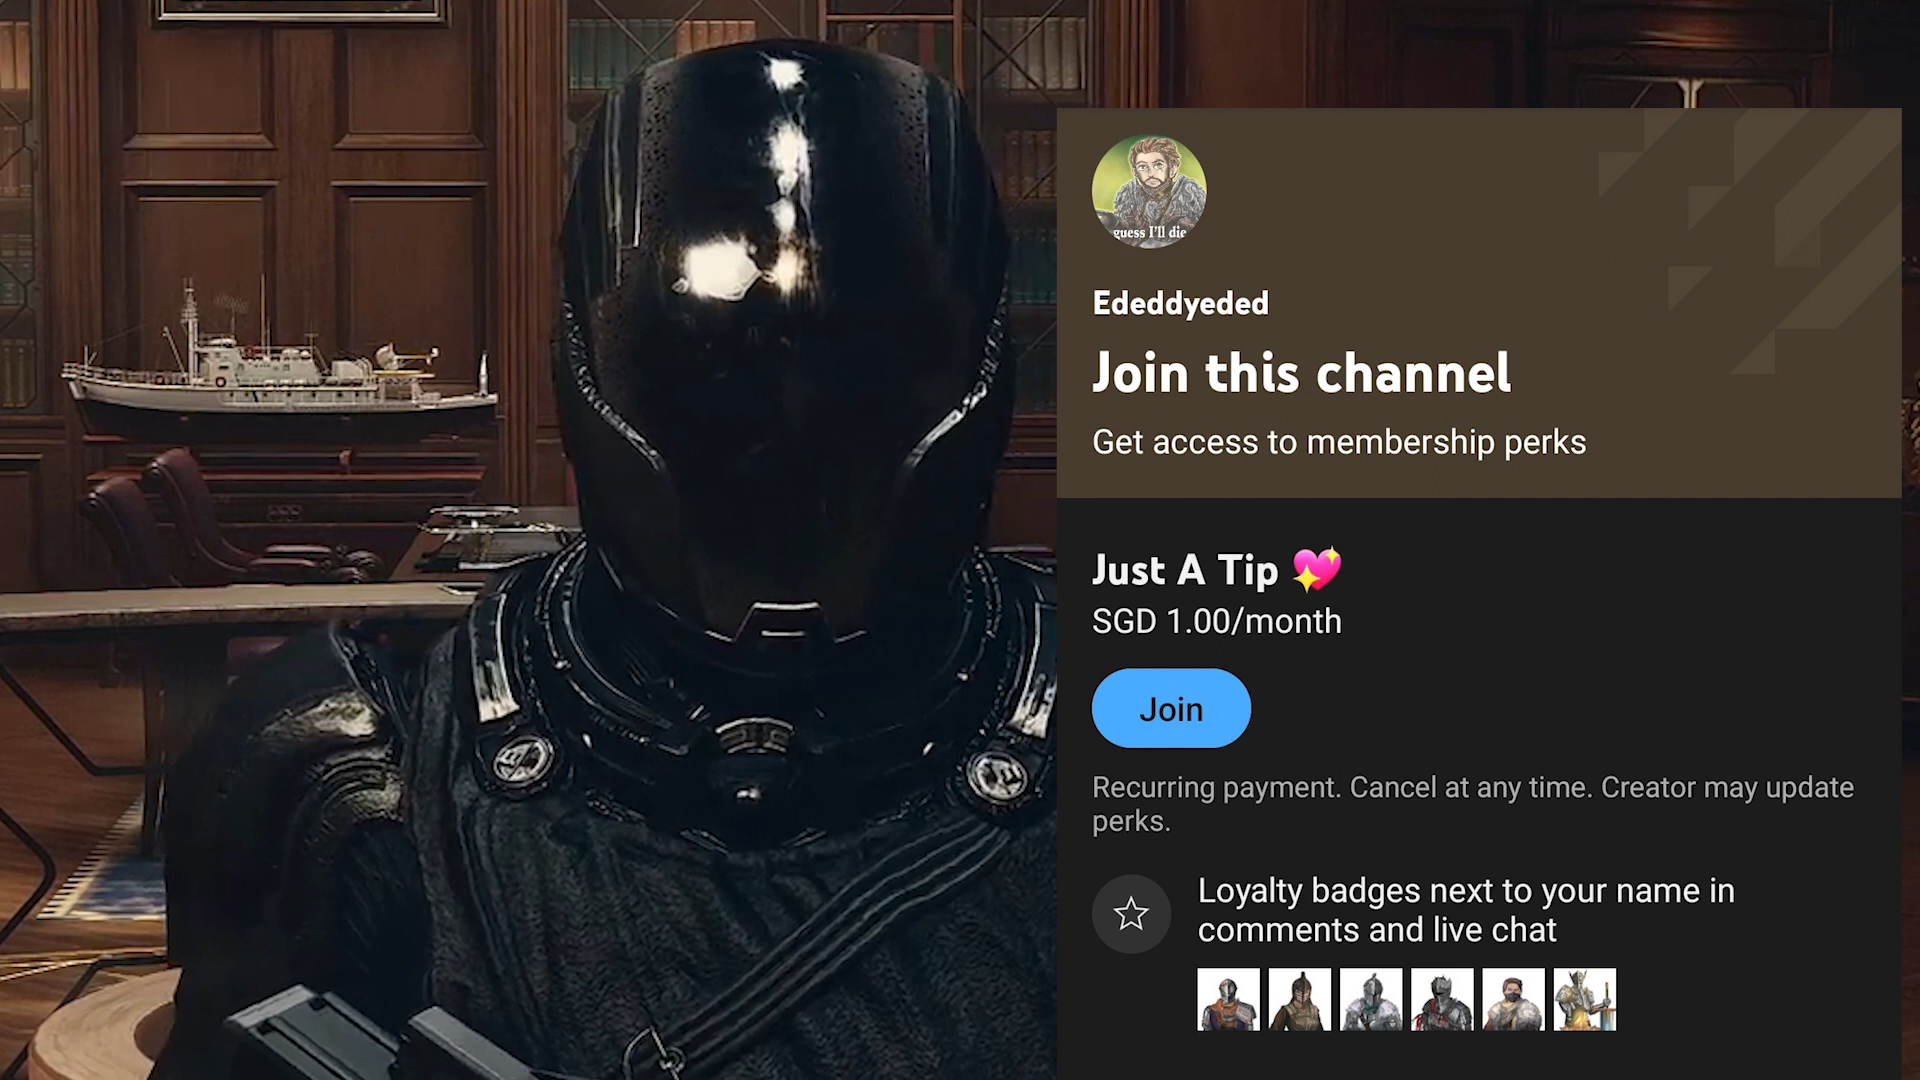 guess I'll die
Ededdyeded
Join this channel
Get access to membership perks
Just A Tip 💖
SGD 1.00/month
Join
Recurring payment. Cancel at any time. Creator may update
perks.
Loyalty badges next to your name in
comments and live chat